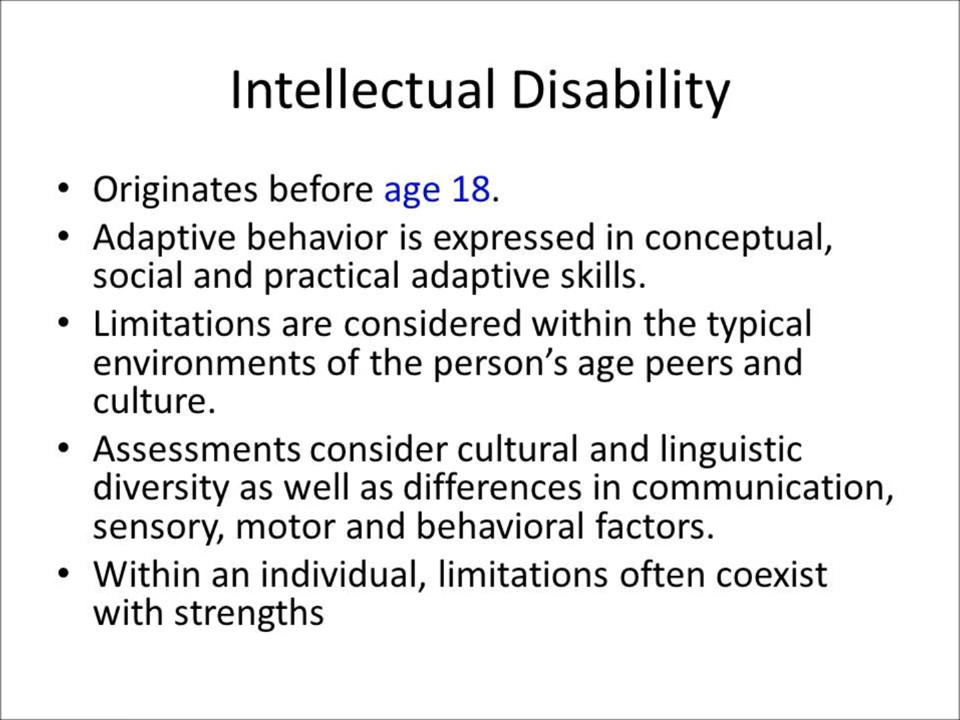 Intellectual Disability
• Originates before age 18.
• Adaptive behavior is expressed in conceptual,
social and practical adaptive skills.
• Limitations are considered within the typical
environments of the person’s age peers and
culture.
• Assessments consider cultural and linguistic
diversity as well as differences in communication,
sensory, motor and behavioral factors.
• Within an individual, limitations often coexist
with strengths